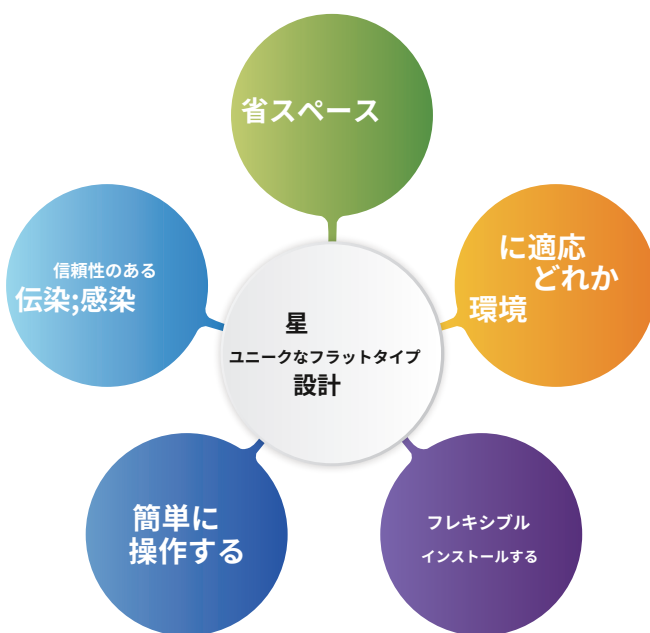 省スペース
信頼性のある
伝染;感染
に適応
どれか
環境
星
ユニークなフラットタイプ
設計
簡単に
操作する
フレキシブル
インストールする